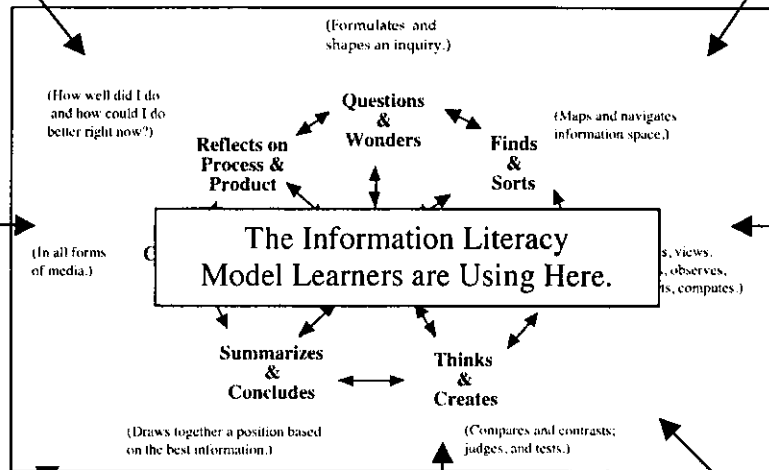 (Formulates and
shapes an inquiry.)
(How well did I do
and how could I do
better right now?)
Questions
&
Wonders
(Maps and navigates
information space.)
Reflects on
Process &
Product
Finds
&
Sorts
The Information Literacy
Model Learners are Using Here.
(In all forms
of media.)
views.
observes,
computes.)
Summarizes
&
Concludes
Thinks
&
Creates
(Draws together a position based
on the best information.)
(Compares and contrasts;
judges, and tests.)